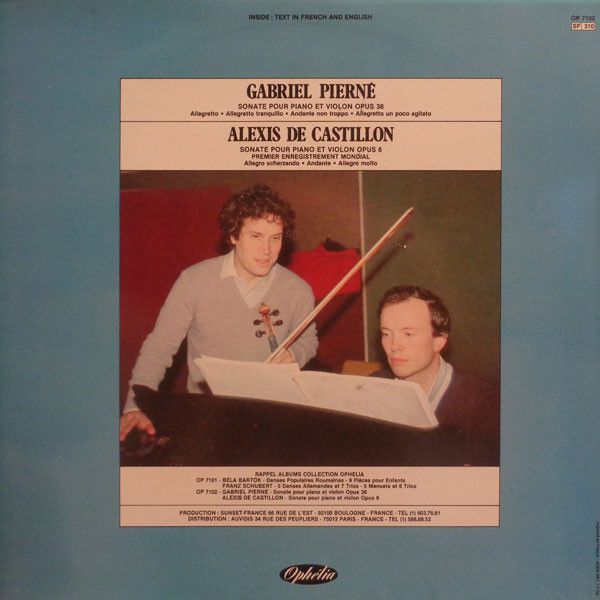 INSIDE : TEXT IN FRENCH AND ENGLISH
OP 7102
SF 310
GABRIEL PIERNÉ
SONATE POUR PIANO ET VIOLON OPUS 36
Allegretto • Allegretto tranquillo • Andante non troppo • Allegretto un poco agitato
ALEXIS DE CASTILLON
SONATE POUR PIANO ET VIOLON OPUS 6
PREMIER ENREGISTREMENT MONDIAL
Allegro scherzando • Andante • Allegro molto
RAPPEL ALBUMS COLLECTION OPHELIA
OP 7101 - BÉLA BARTÓK - Danses Populaires Roumaines - 9 Pièces pour Enfants
FRANZ SCHUBERT - 5 Danses Allemandes et 7 Trios - 5 Menuets et 6 Trios
OP 7102 - GABRIEL PIERNÉ - Sonate pour piano et violon Opus 36
ALEXIS DE CASTILLON - Sonate pour piano et violon Opus 6
PRODUCTION : SUNSET-FRANCE 66 RUE DE L'EST - 92100 BOULOGNE - FRANCE - TEL (1) 603.76.81
DISTRIBUTION : AUVIDIS 34 RUE DES PEUPLIERS - 75013 PARIS - FRANCE - TEL (1) 588.88.52
Ophélia